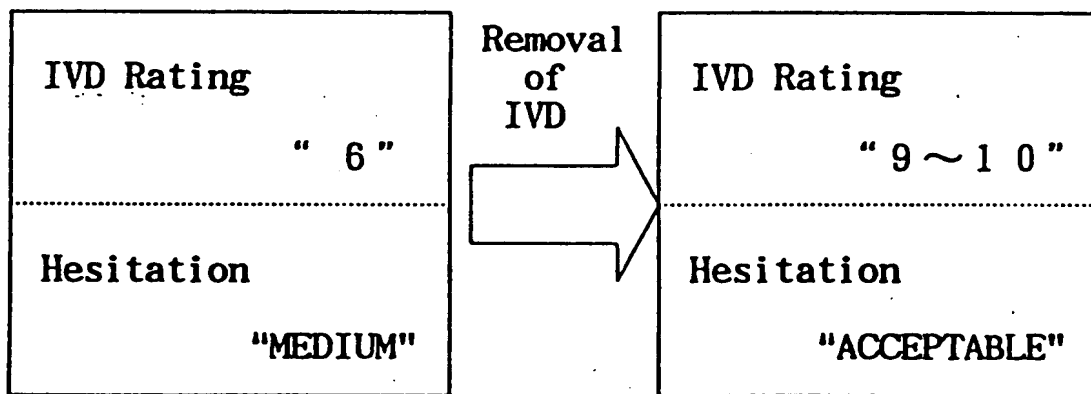 IVD Rating
“ 6”
Hesitation
"MEDIUM"
Removal
of
IVD
IVD Rating
“9～1 0”
Hesitation
"ACCEPTABLE"